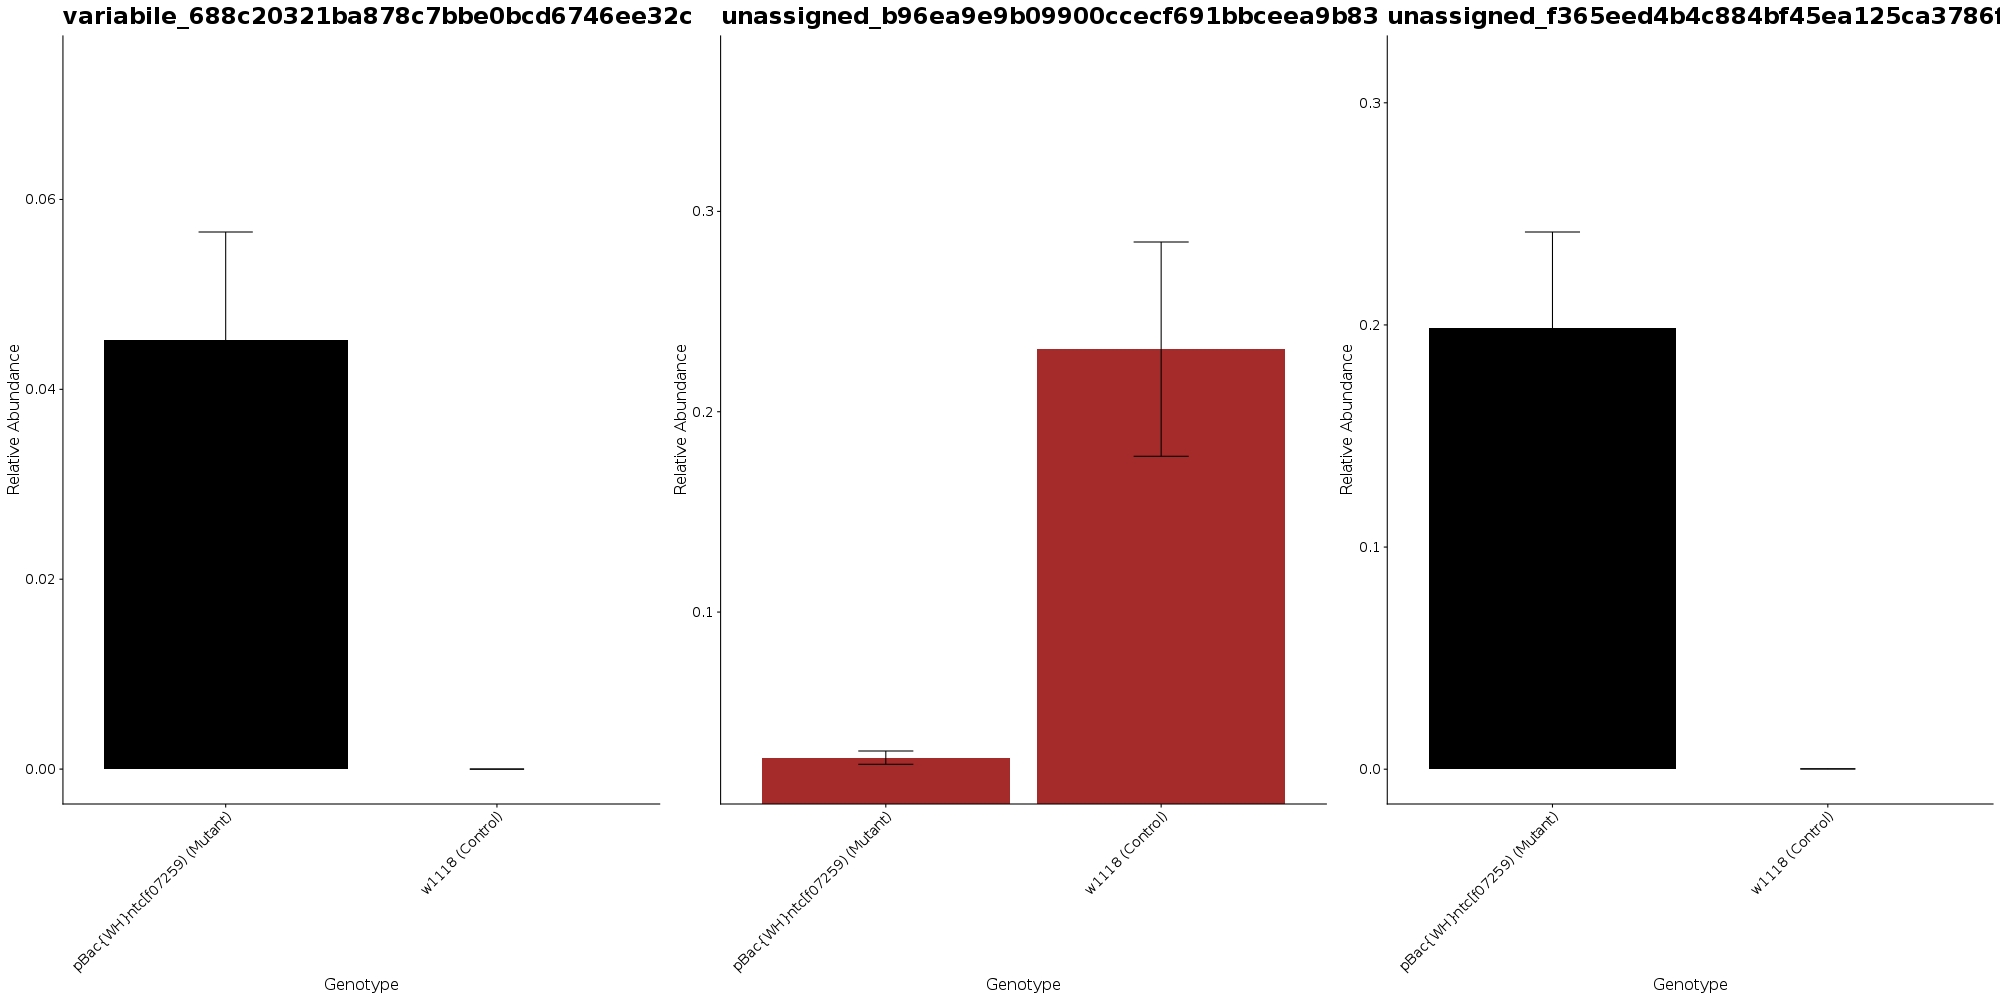 variabile_688c20321ba878c7bbe0bcd6746ee32c
Relative Abundance
0.06
0.04
0.02
0.00
pBac{WH}ntc[f07259) (Mutant)
w1118 (Control)
Genotype
unassigned_b96ea9e9b09900ccecf691bbceea9b83
Relative Abundance
0.3
0.2
0.1
pBac{WH}ntc[f07259) (Mutant)
w1118 (Control)
Genotype
unassigned_f365eed4b4c884bf45ea125ca3786f
Relative Abundance
0.3
0.2
0.1
0.0
pBac{WH}ntc[f07259) (Mutant)
w1118 (Control)
Genotype